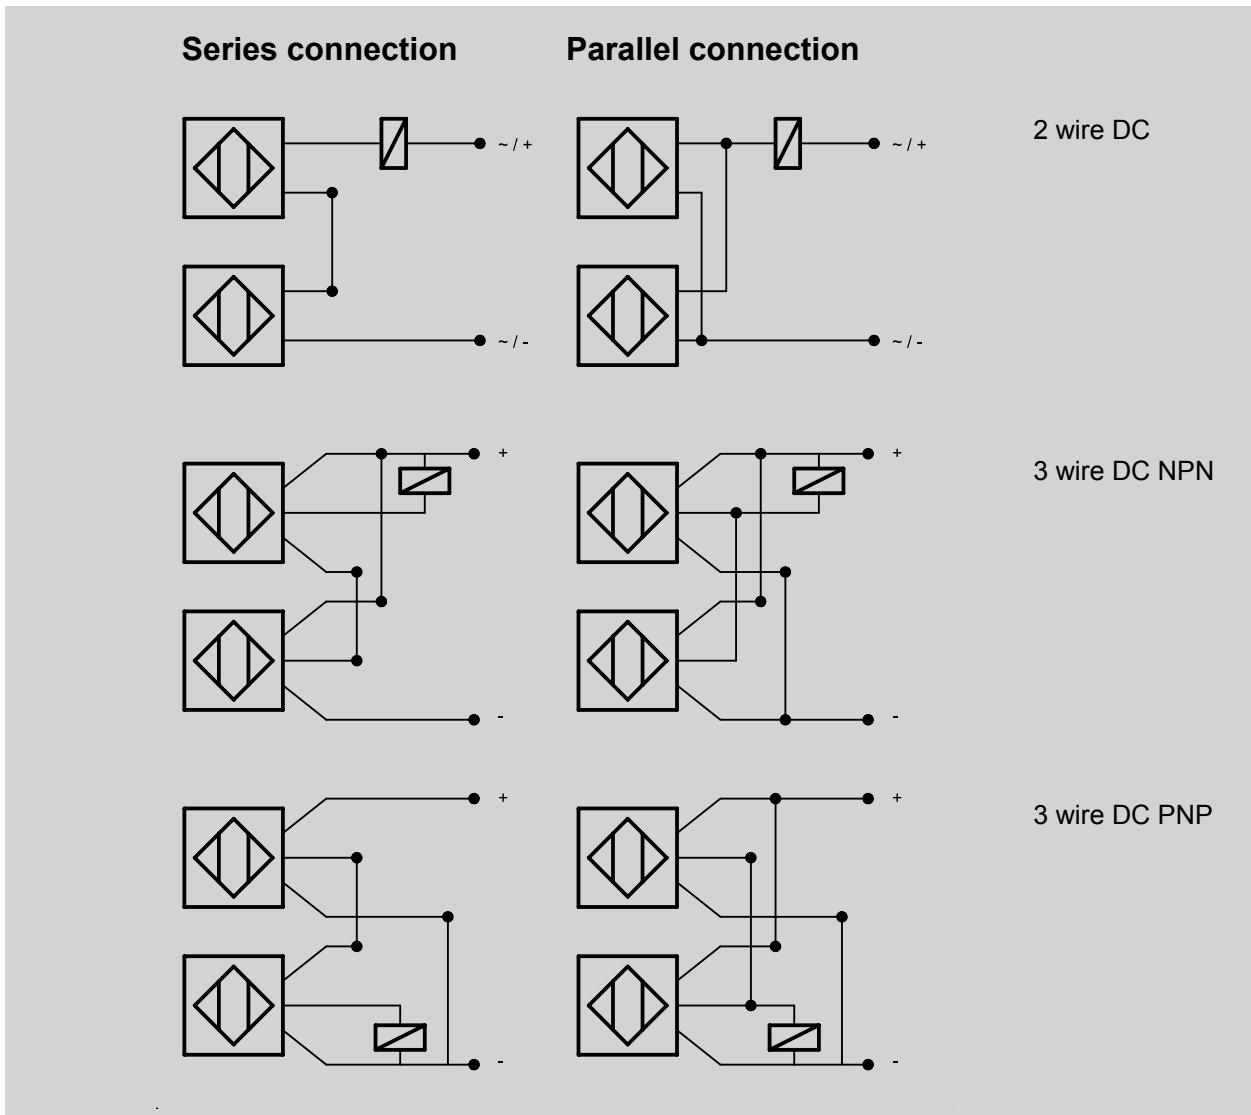 Series connection
Parallel connection
~ / +
~ / +
2 wire DC
~ / -
~ / -
+
+
3 wire DC NPN
-
-
+
+
3 wire DC PNP
-
-